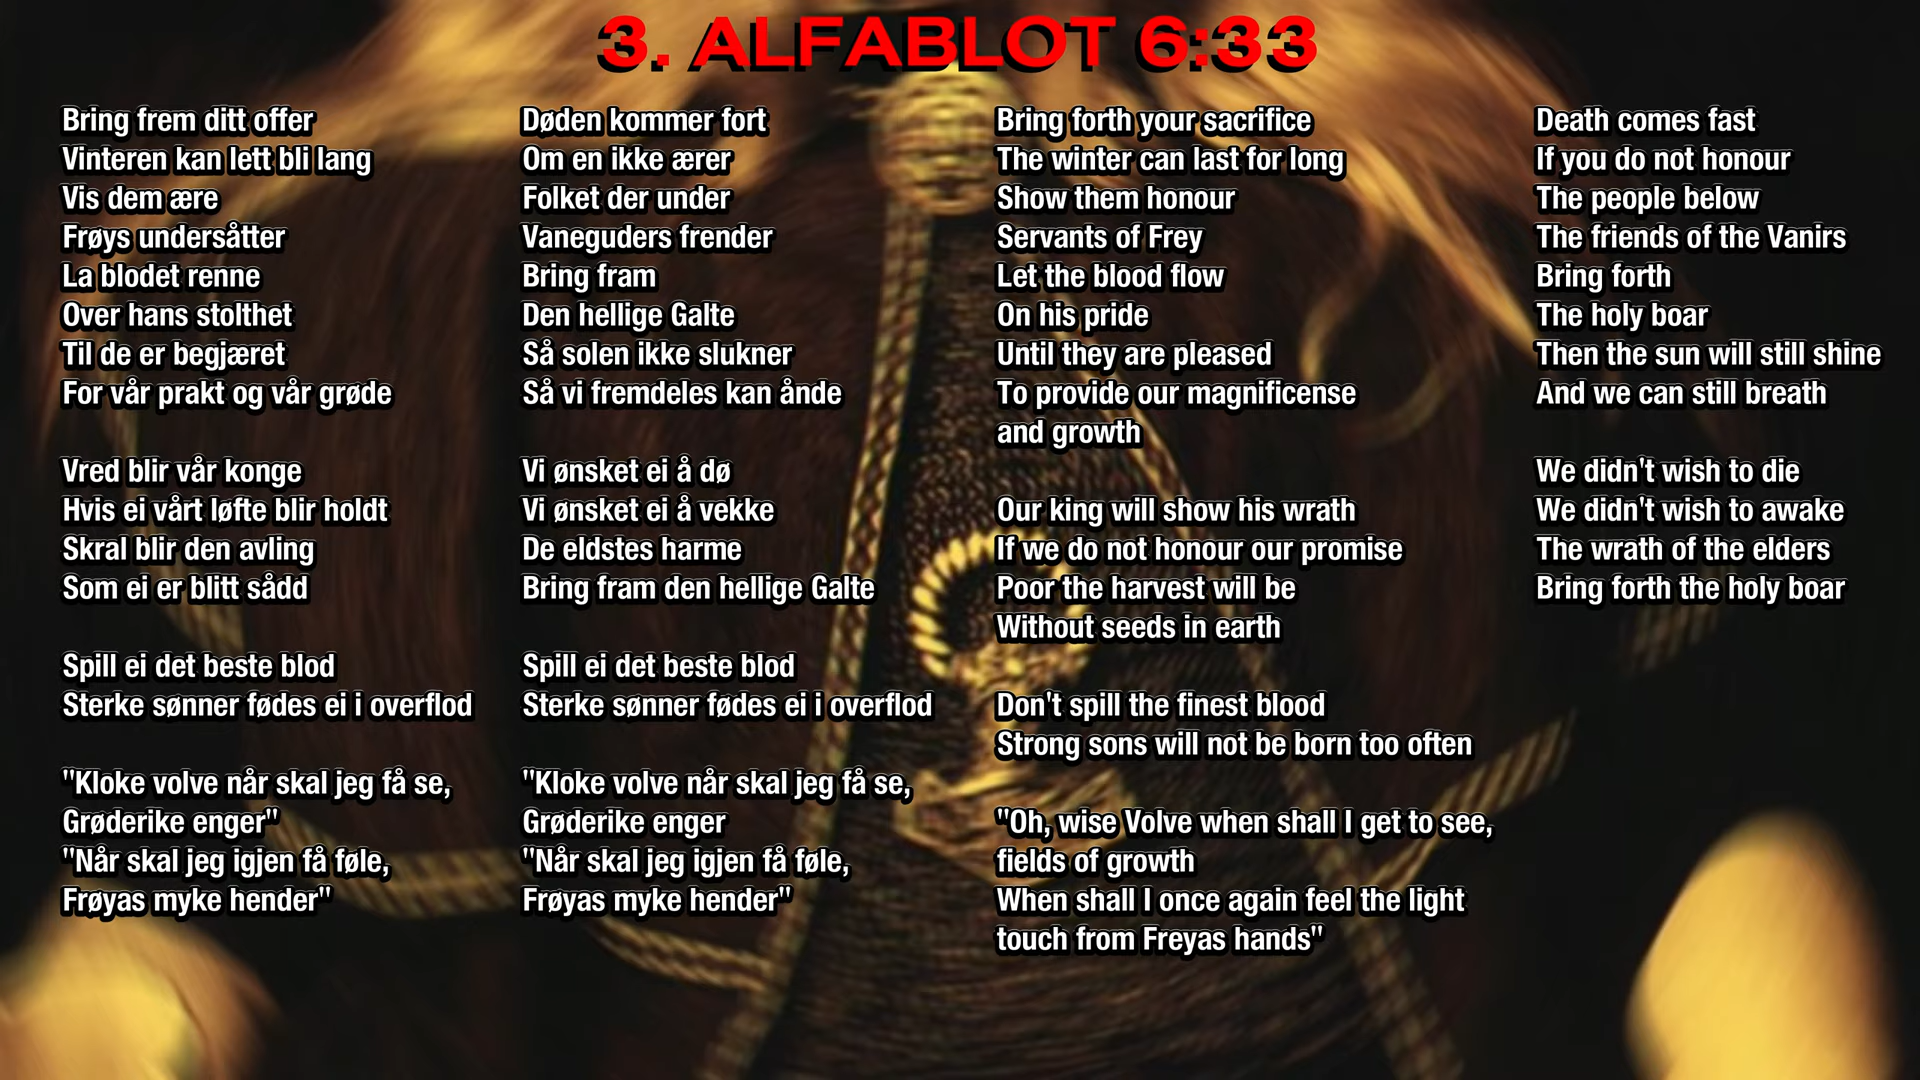 3. ALFABLOT 6:33
Bring frem ditt offer
Vinteren kan lett bli lang
Vis dem ære
Frøys undersåtter
La blodet renne
Over hans stolthet
Til de er begjæret
For vår prakt og vår grøde
Vred blir vår konge
Hvis ei vårt løfte blir holdt
Skral blir den avling
Som ei er blitt sådd
Spill ei det beste blod
Sterke sønner fødes ei i overflod
"Kloke volve når skal jeg få se,
Grøderike enger"
"Når skal jeg igjen få føle,
Frøyas myke hender"
Døden kommer fort
Om en ikke ærer
Folket der under
Vaneguders frender
Bring fram
Den hellige Galte
Så solen ikke slukner
Så vi fremdeles kan ånde
Vi ønsket ei å dø
Vi ønsket ei å vekke
De eldstes harme
Bring fram den hellige Galte
Spill ei det beste blod
Sterke sønner fødes ei i overflod
"Kloke volve når skal jeg få se,
Grøderike enger
"Når skal jeg igjen få føle,
Frøyas myke hender"
Bring forth your sacrifice
The winter can last for long
Show them honour
Servants of Frey
Let the blood flow
On his pride
Until they are pleased
To provide our magnificense
and growth
Our king will show his wrath
If we do not honour our promise
Poor the harvest will be
Without seeds in earth
Don't spill the finest blood
Strong sons will not be born too often
"Oh, wise Volve when shall I get to see,
fields of growth
When shall I once again feel the light
touch from Freyas hands"
Death comes fast
If you do not honour
The people below
The friends of the Vanirs
Bring forth
The holy boar
Then the sun will still shine
And we can still breath
We didn't wish to die
We didn't wish to awake
The wrath of the elders
Bring forth the holy boar